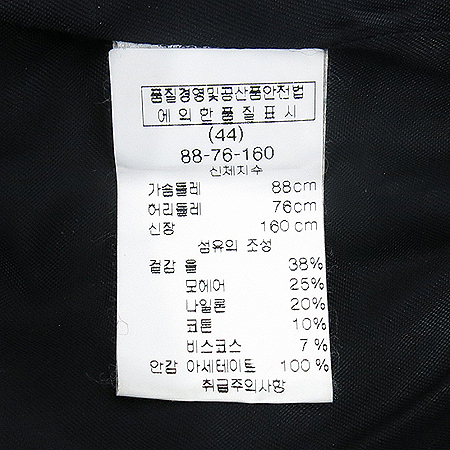 품질경영및공산품안전법
에 의한 품질 표시
(44)
88-76-160
신체치수
가슴둘레 88cm
허리둘레 76cm
신장 160 cm
섬유의 조성
겉감 울 38%
모헤어 25%
나일론 20%
코튼 10%
비스코스 7 %
안감 아세테이트 100 %
취급주의사항